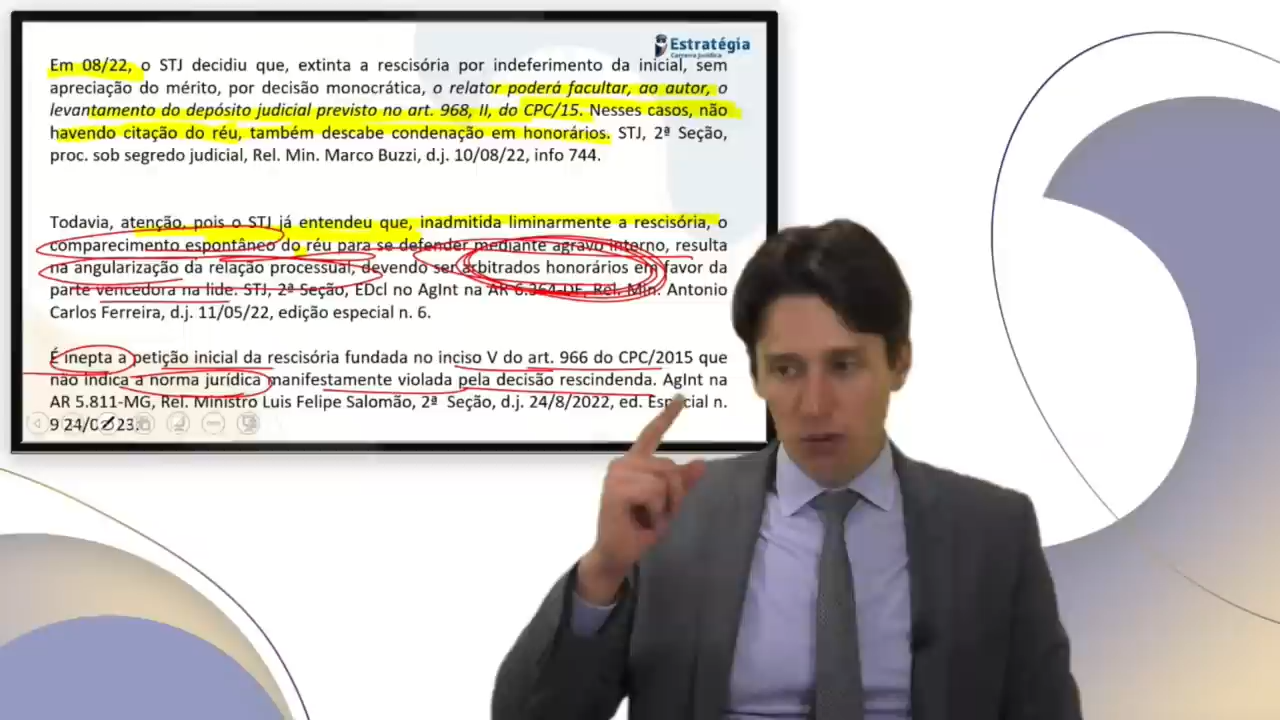 Estratégia
Carreira Jurídica
Em 08/22, o STJ decidiu que, extinta a rescisória por indeferimento da inicial, sem
apreciação do mérito, por decisão monocrática, o relator poderá facultar, ao autor, o
levantamento do depósito judicial previsto no art. 968, II, do CPC/15. Nesses casos, não
havendo citação do réu, também descabe condenação em honorários. STJ, 2ª Seção,
proc. sob segredo judicial, Rel. Min. Marco Buzzi, d.j. 10/08/22, info 744.
Todavia, atenção, pois o STJ já entendeu que, inadmitida liminarmente a rescisória, o
comparecimento espontâneo do réu para se defender mediante agravo interno, resulta
na angularização da relação processual, devendo ser arbitrados honorários em favor da
parte vencedora na lide. STJ, 2ª Seção, EDcl no AgInt na AR 6.364-DF, Rel. Min. Antonio
Carlos Ferreira, d.j. 11/05/22, edição especial n. 6.
É inepta a petição inicial da rescisória fundada no inciso V do art. 966 do CPC/2015 que
não indica a norma jurídica manifestamente violada pela decisão rescindenda. AgInt na
AR 5.811-MG, Rel. Ministro Luis Felipe Salomão, 2ª Seção, d.j. 24/8/2022, ed. Especial n.
9 24/0 23.